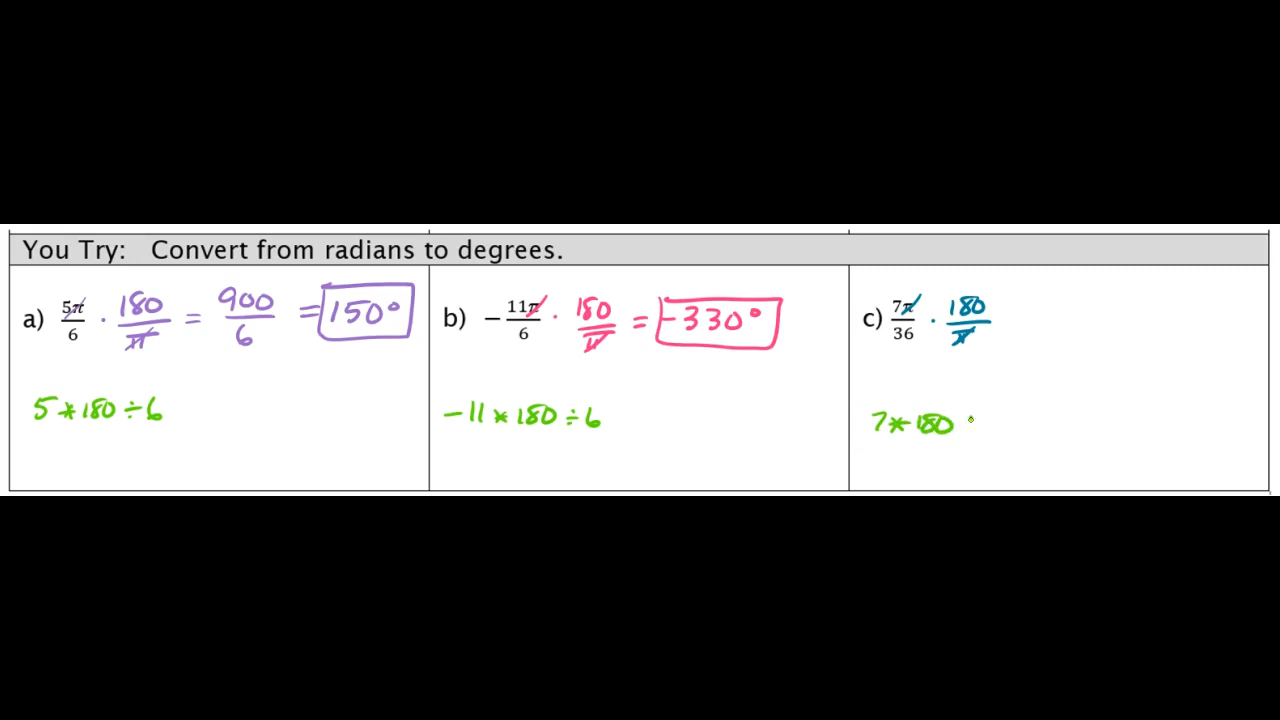 You Try: Convert from radians to degrees.
a) 5π/6 · 180/π = 900/6 = 150°
5 * 180 ÷ 6
b) − 11π/6 · 180/π = -330°
-11 * 180 ÷ 6
c) 7π/36 · 180/π
7 * 180